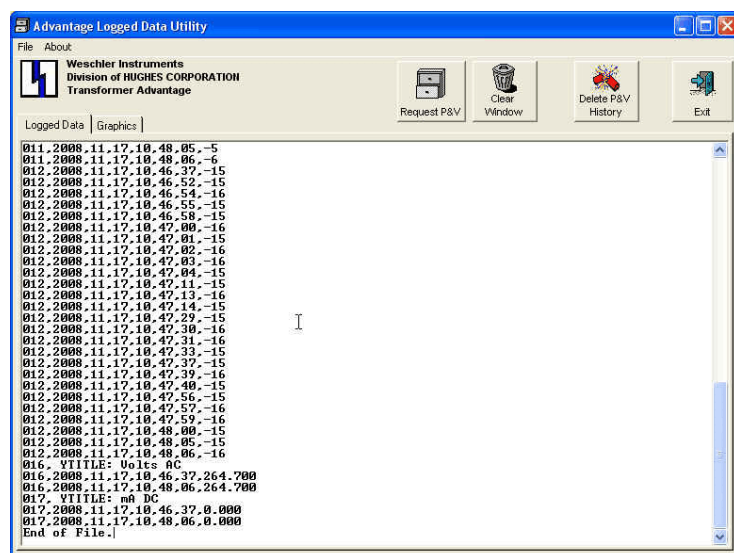 Advantage Logged Data Utility
File About
Weschler Instruments
Division of HUGHES CORPORATION
Transformer Advantage
Request P&V
Clear
Window
Delete P&V
History
Exit
Logged Data
Graphics
011,2008,11,17,10,48,05,-5
011,2008,11,17,10,48,06,-6
012,2008,11,17,10,46,37,-15
012,2008,11,17,10,46,52,-15
012,2008,11,17,10,46,54,-16
012,2008,11,17,10,46,55,-15
012,2008,11,17,10,46,58,-15
012,2008,11,17,10,47,00,-16
012,2008,11,17,10,47,01,-15
012,2008,11,17,10,47,02,-16
012,2008,11,17,10,47,03,-16
012,2008,11,17,10,47,04,-15
012,2008,11,17,10,47,11,-15
012,2008,11,17,10,47,13,-16
012,2008,11,17,10,47,14,-15
012,2008,11,17,10,47,29,-15
012,2008,11,17,10,47,30,-16
012,2008,11,17,10,47,31,-16
012,2008,11,17,10,47,33,-15
012,2008,11,17,10,47,37,-15
012,2008,11,17,10,47,39,-16
012,2008,11,17,10,47,40,-15
012,2008,11,17,10,47,56,-15
012,2008,11,17,10,47,57,-16
012,2008,11,17,10,47,59,-16
012,2008,11,17,10,48,00,-15
012,2008,11,17,10,48,05,-15
012,2008,11,17,10,48,06,-16
016, YTITLE: Volts AC
016,2008,11,17,10,46,37,264.700
016,2008,11,17,10,48,06,264.700
017, YTITLE: mA DC
017,2008,11,17,10,46,37,0.000
017,2008,11,17,10,48,06,0.000
End of File.